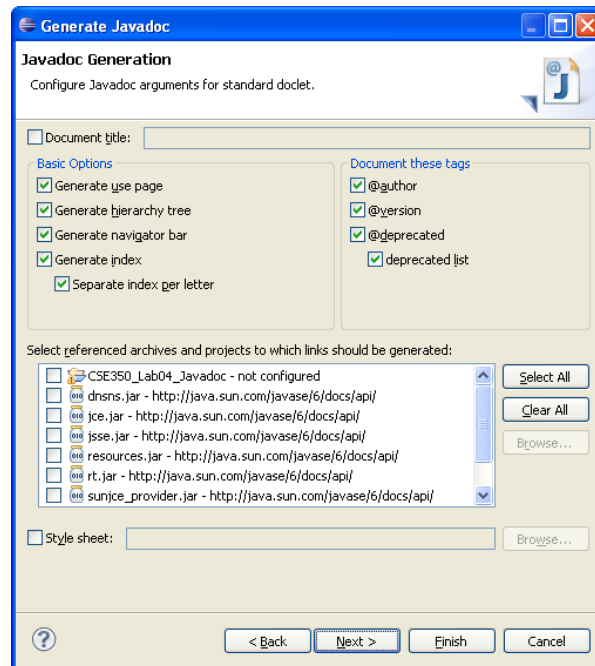 Generate Javadoc
Javadoc Generation
Configure Javadoc arguments for standard doclet.
@
J
Document title:
Basic Options
Generate use page
Generate hierarchy tree
Generate navigator bar
Generate index
Separate index per letter
Document these tags
@author
@version
@deprecated
deprecated list
Select referenced archives and projects to which links should be generated:
CSE350_Lab04_Javadoc - not configured
dnsns.jar - http://java.sun.com/javase/6/docs/api/
jce.jar - http://java.sun.com/javase/6/docs/api/
jsse.jar - http://java.sun.com/javase/6/docs/api/
resources.jar - http://java.sun.com/javase/6/docs/api/
rt.jar - http://java.sun.com/javase/6/docs/api/
sunjce_provider.jar - http://java.sun.com/javase/6/docs/api/
Select All
Clear All
Browse...
Style sheet:
Browse...
?
< Back
Next >
Finish
Cancel